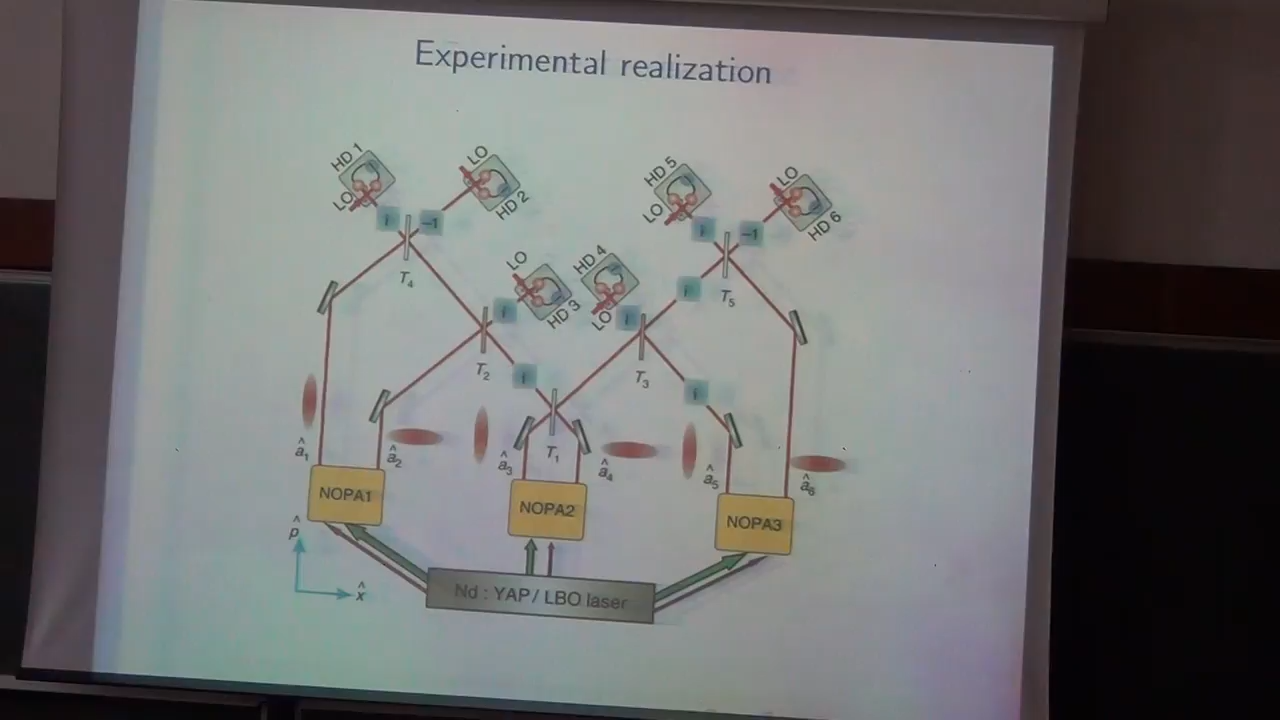 Experimental realization
HD 1
LO
LO
HD 2
i
-1
T4
HD 5
LO
LO
HD 6
i
-1
T5
LO
HD 3
HD 4
LO
i
i
i
T2
T3
i
i
T1
â1
â2
â3
â4
â5
â6
NOPA1
NOPA2
NOPA3
p̂
x̂
Nd : YAP / LBO laser